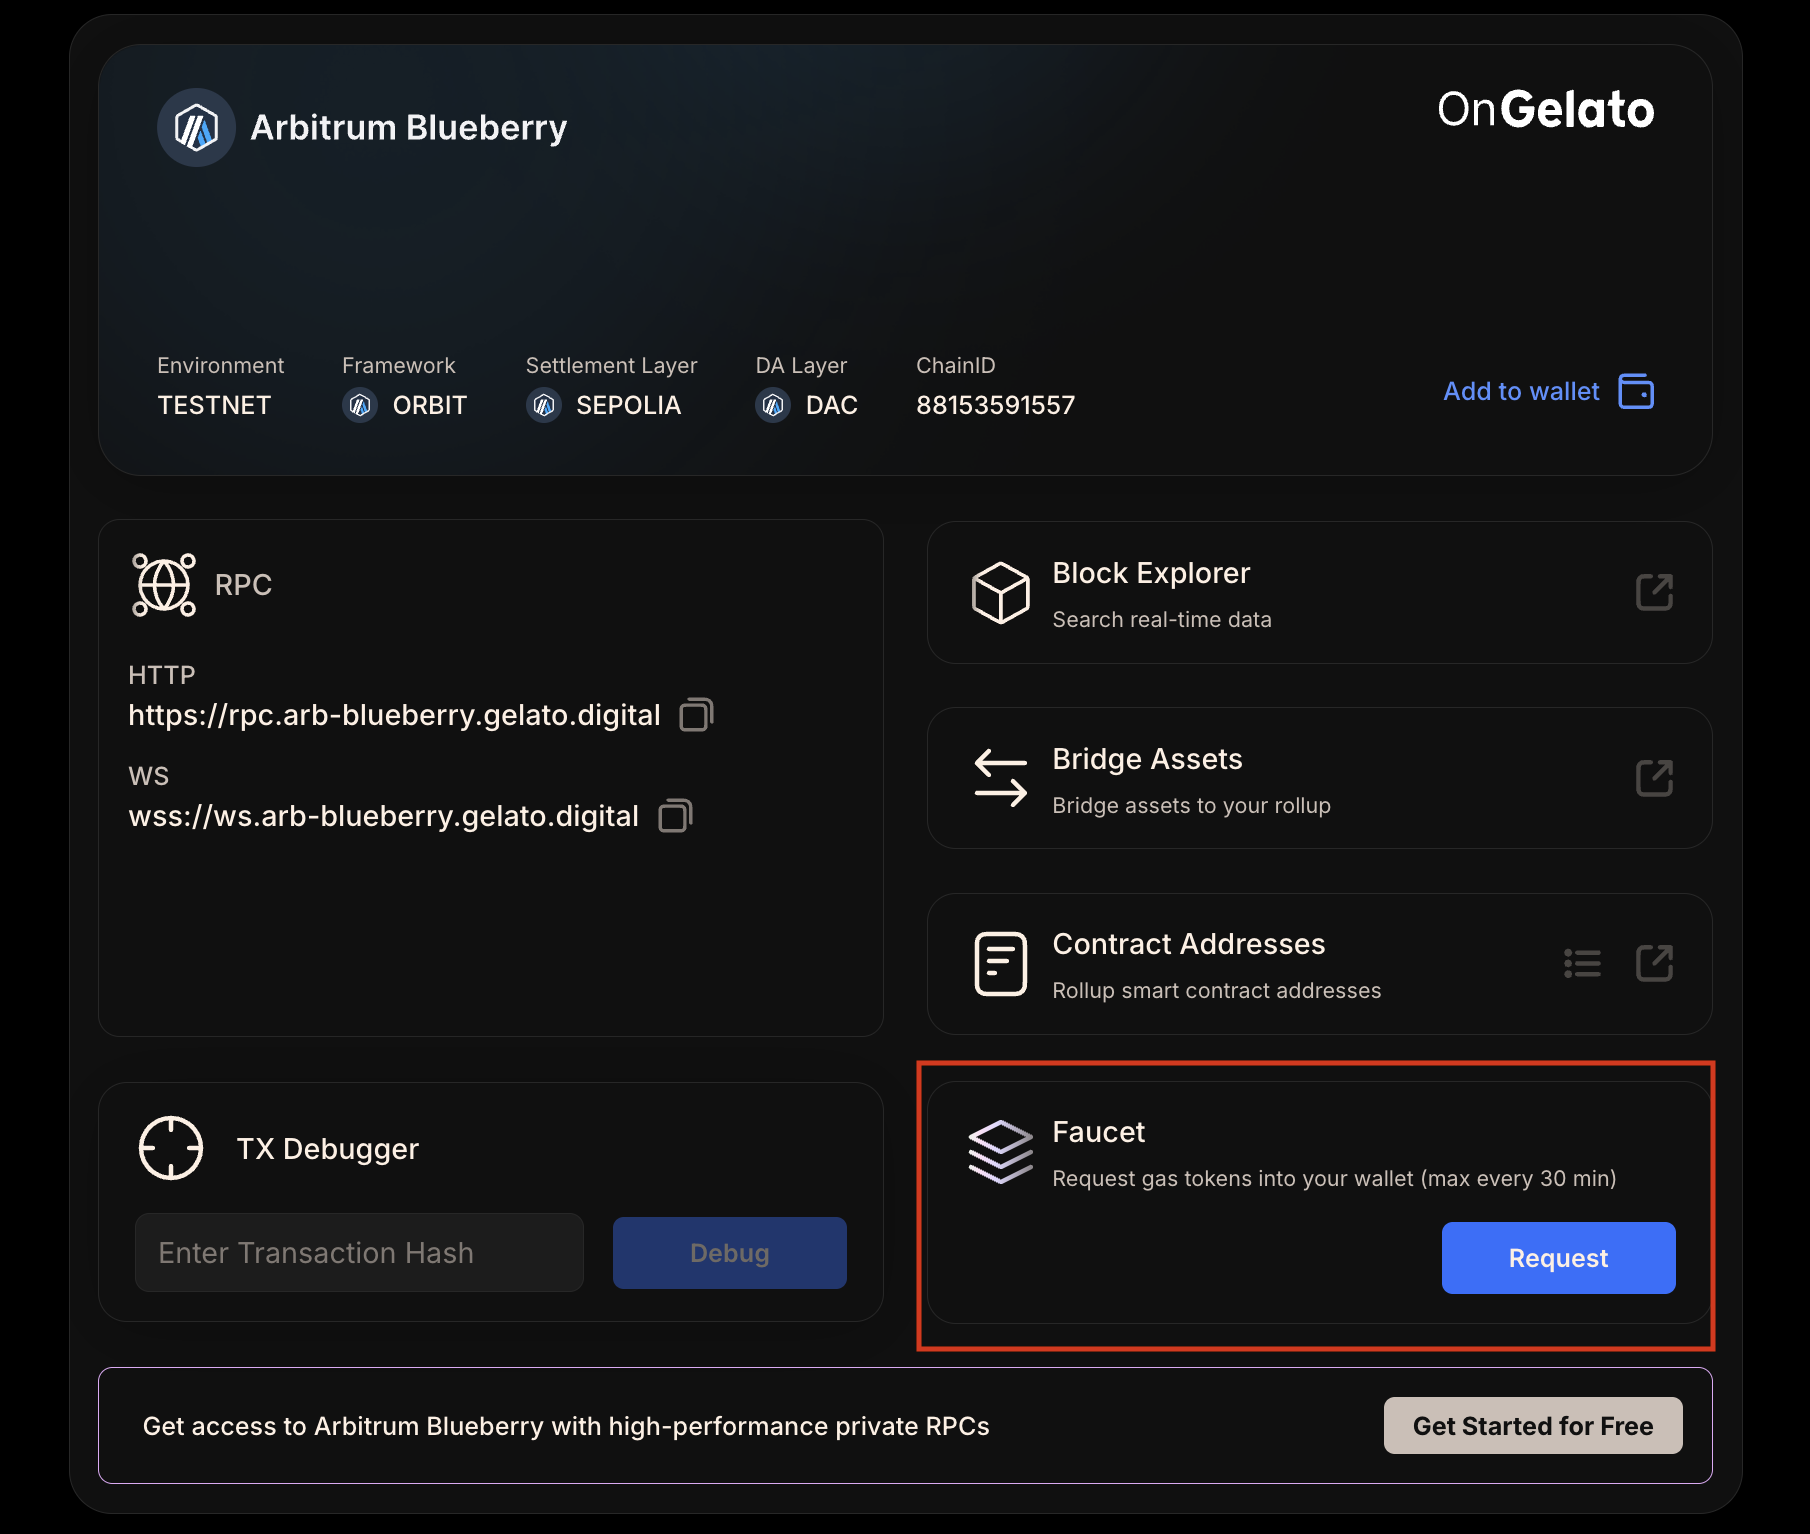 Arbitrum Blueberry
OnGelato
Environment
TESTNET
Framework
ORBIT
Settlement Layer
SEPOLIA
DA Layer
DAC
ChainID
88153591557
Add to wallet
RPC
HTTP
https://rpc.arb-blueberry.gelato.digital
WS
wss://ws.arb-blueberry.gelato.digital
Block Explorer
Search real-time data
Bridge Assets
Bridge assets to your rollup
Contract Addresses
Rollup smart contract addresses
TX Debugger
Enter Transaction Hash
Debug
Faucet
Request gas tokens into your wallet (max every 30 min)
Request
Get access to Arbitrum Blueberry with high-performance private RPCs
Get Started for Free